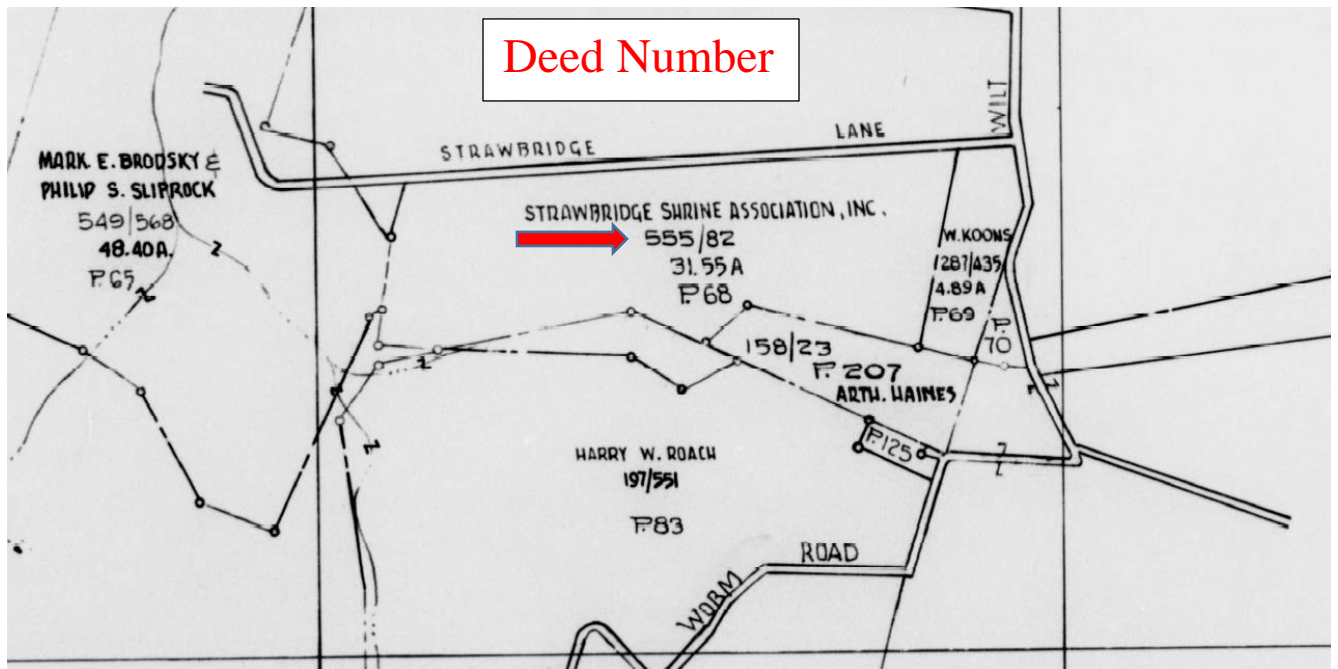 Deed Number
WILT
STRAWBRIDGE LANE
MARK E. BRODSKY &
PHILIP S. SLIPROCK
549/568
48.40A.
P.65
STRAWBRIDGE SHRINE ASSOCIATION, INC.
555/82
31.55A
P.68
W. KOONS
1287/435
4.89A
P.69
P.
70
158/23
P. 207
ARTH. HAINES
P.125
HARRY W. ROACH
197/551
P.83
WORM ROAD